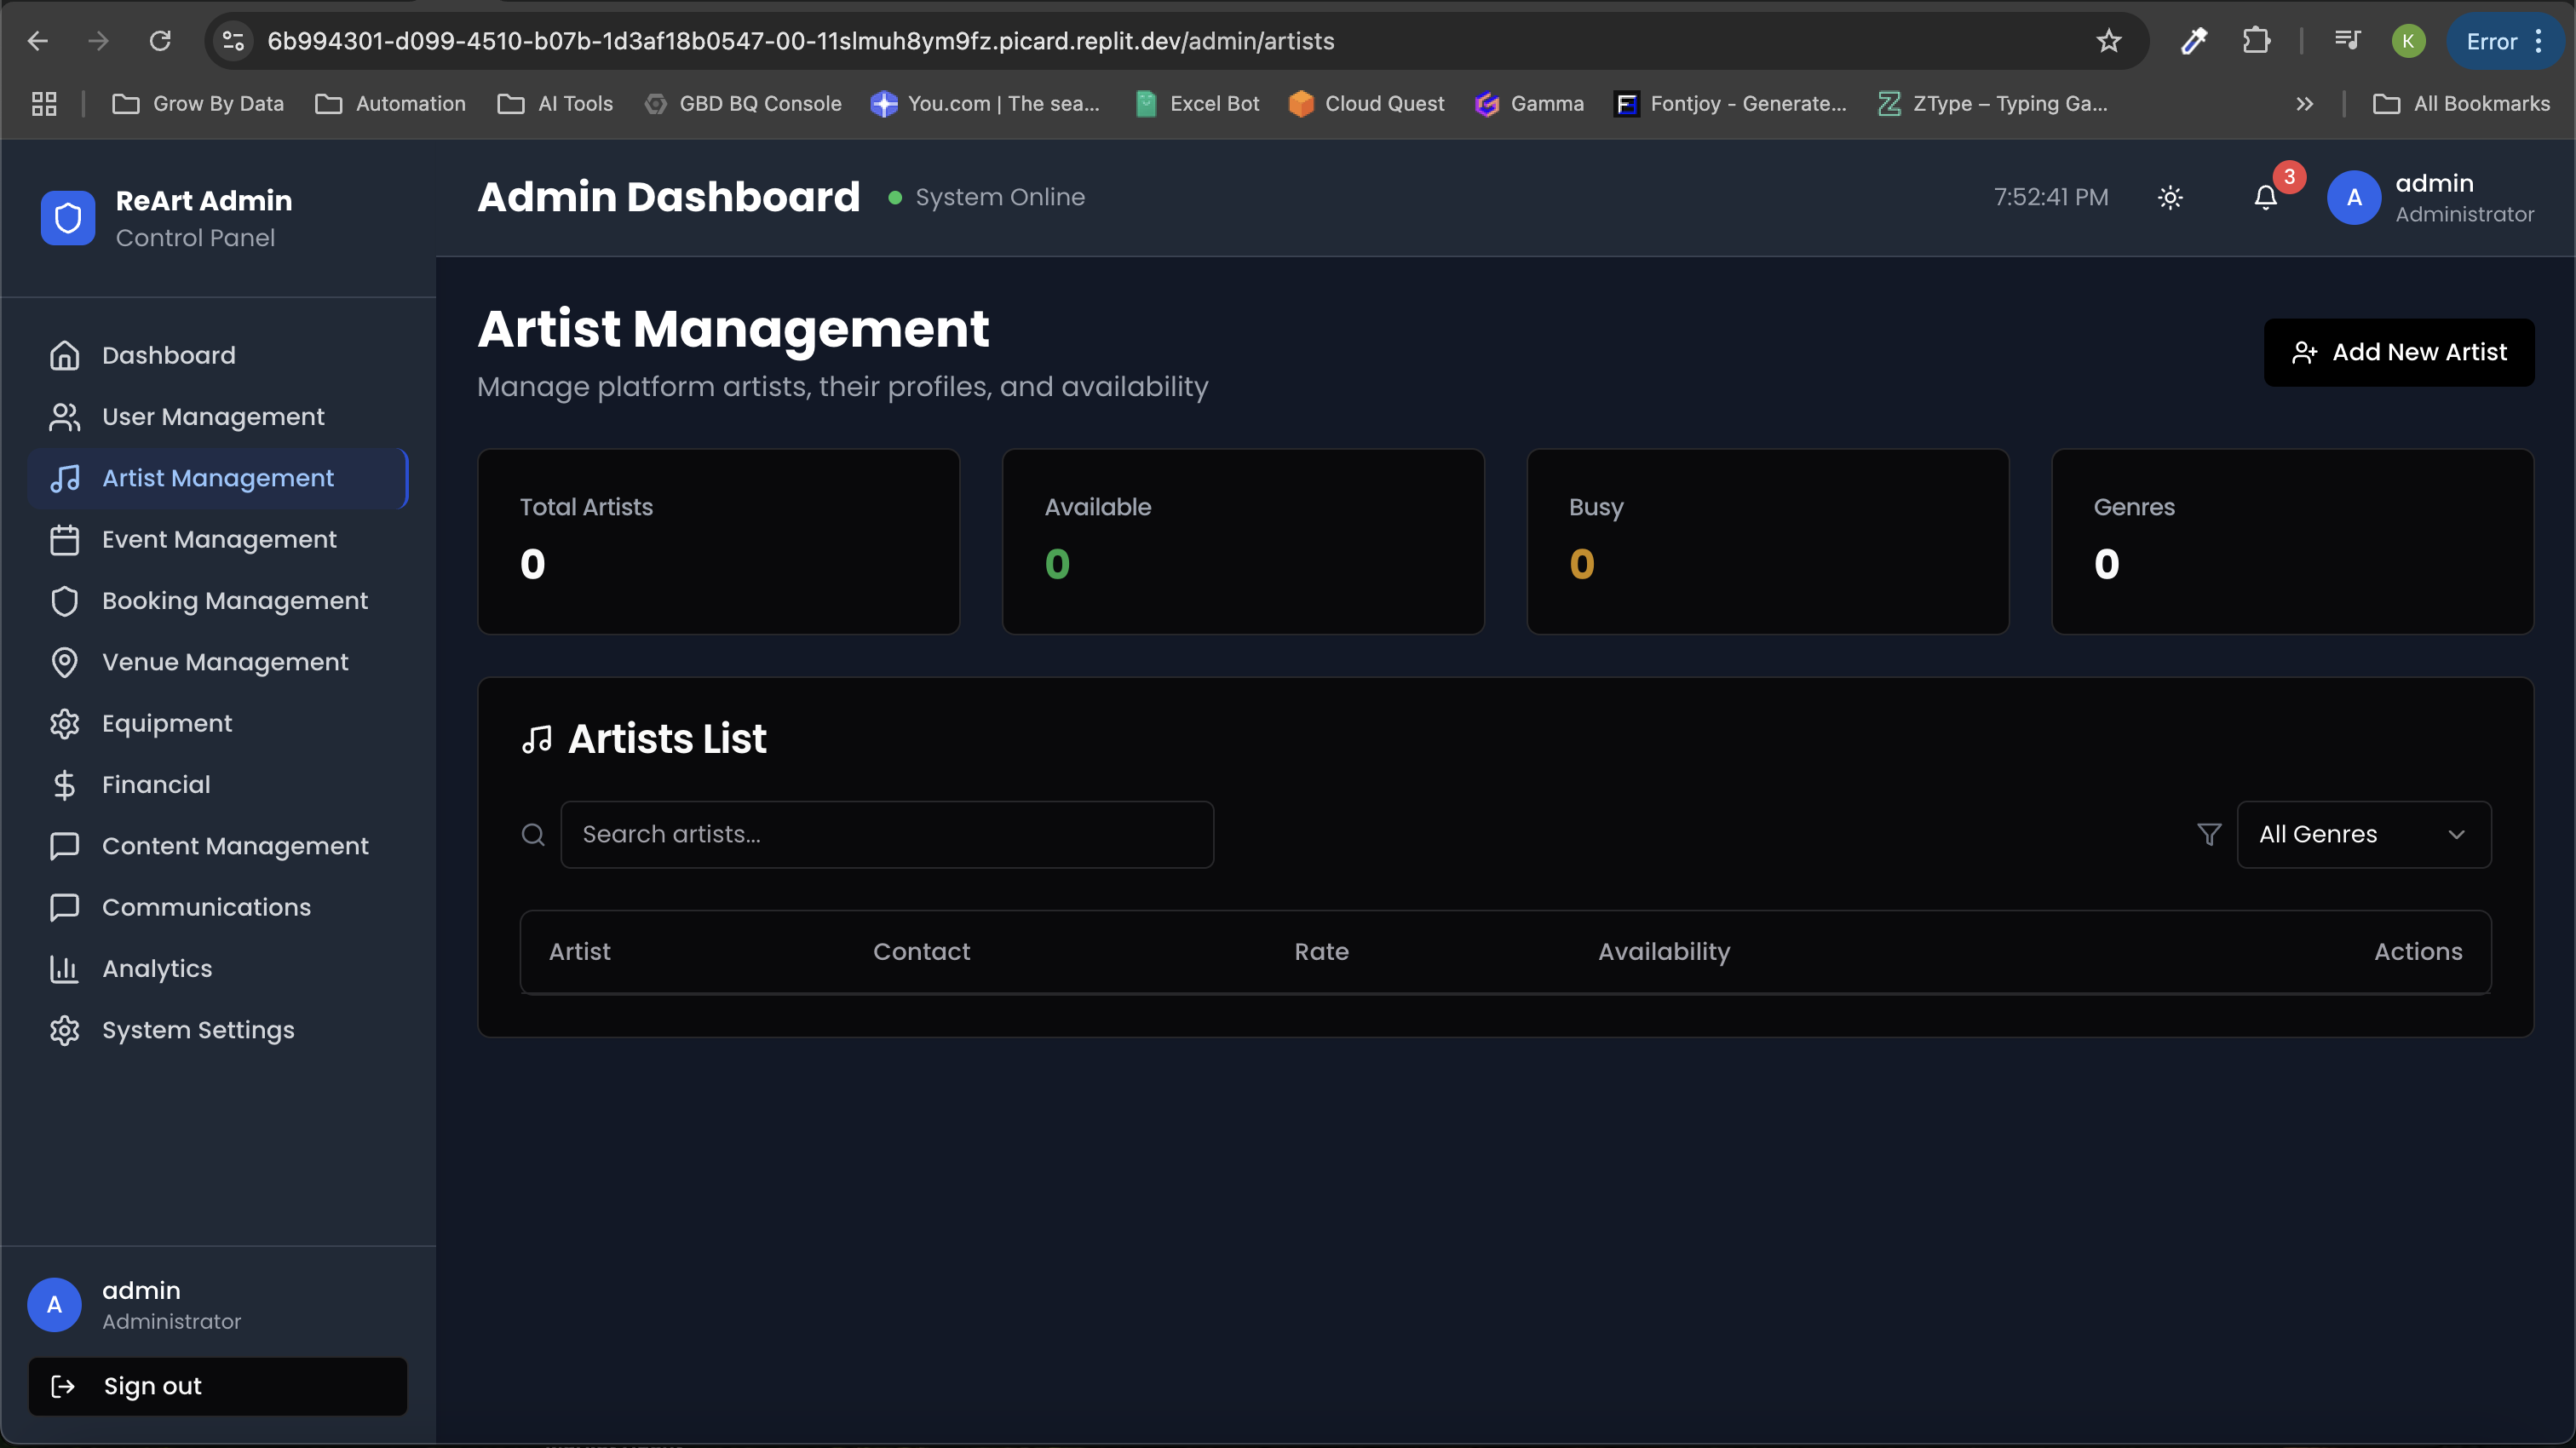 6b994301-d099-4510-b07b-1d3af18b0547-00-11slmuh8ym9fz.picard.replit.dev/admin/artists
K
Error
Grow By Data
Automation
AI Tools
GBD BQ Console
You.com | The sea...
Excel Bot
Cloud Quest
Gamma
Fontjoy - Generate...
ZType – Typing Ga...
All Bookmarks
ReArt Admin
Control Panel
Admin Dashboard
System Online
7:52:41 PM
3
A
admin
Administrator
Dashboard
User Management
Artist Management
Event Management
Booking Management
Venue Management
Equipment
Financial
Content Management
Communications
Analytics
System Settings
A
admin
Administrator
Sign out
Artist Management
Manage platform artists, their profiles, and availability
Add New Artist
Total Artists
0
Available
0
Busy
0
Genres
0
Artists List
Search artists...
All Genres
Artist
Contact
Rate
Availability
Actions